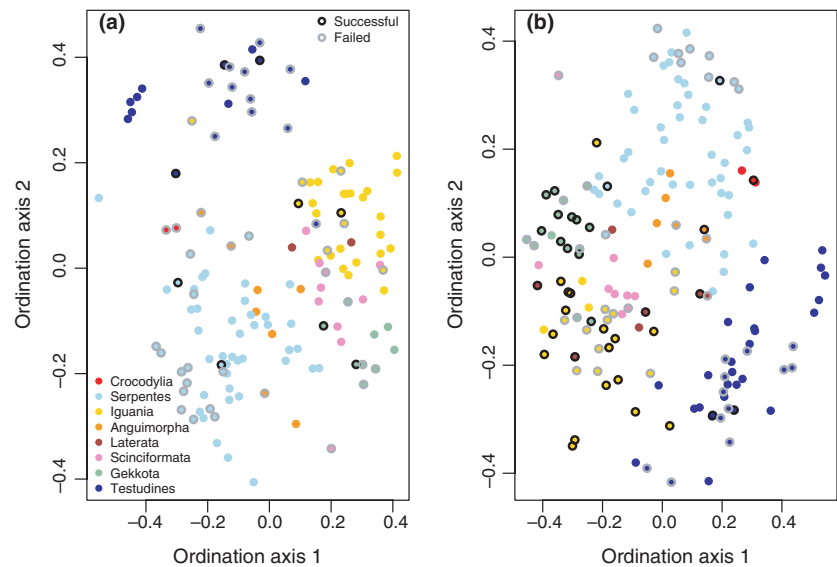 (a)
Successful
Failed
Ordination axis 2
0.4
0.2
0.0
−0.2
−0.4
Crocodylia
Serpentes
Iguania
Anguimorpha
Laterata
Scinciformata
Gekkota
Testudines
−0.4 −0.2 0.0 0.2 0.4
Ordination axis 1
(b)
Ordination axis 2
0.4
0.2
0.0
−0.2
−0.4
−0.4 −0.2 0.0 0.2 0.4
Ordination axis 1